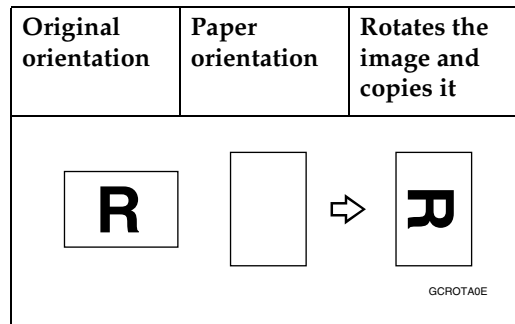 Original orientation
Paper orientation
Rotates the image and copies it
R
R
GCROTA0E